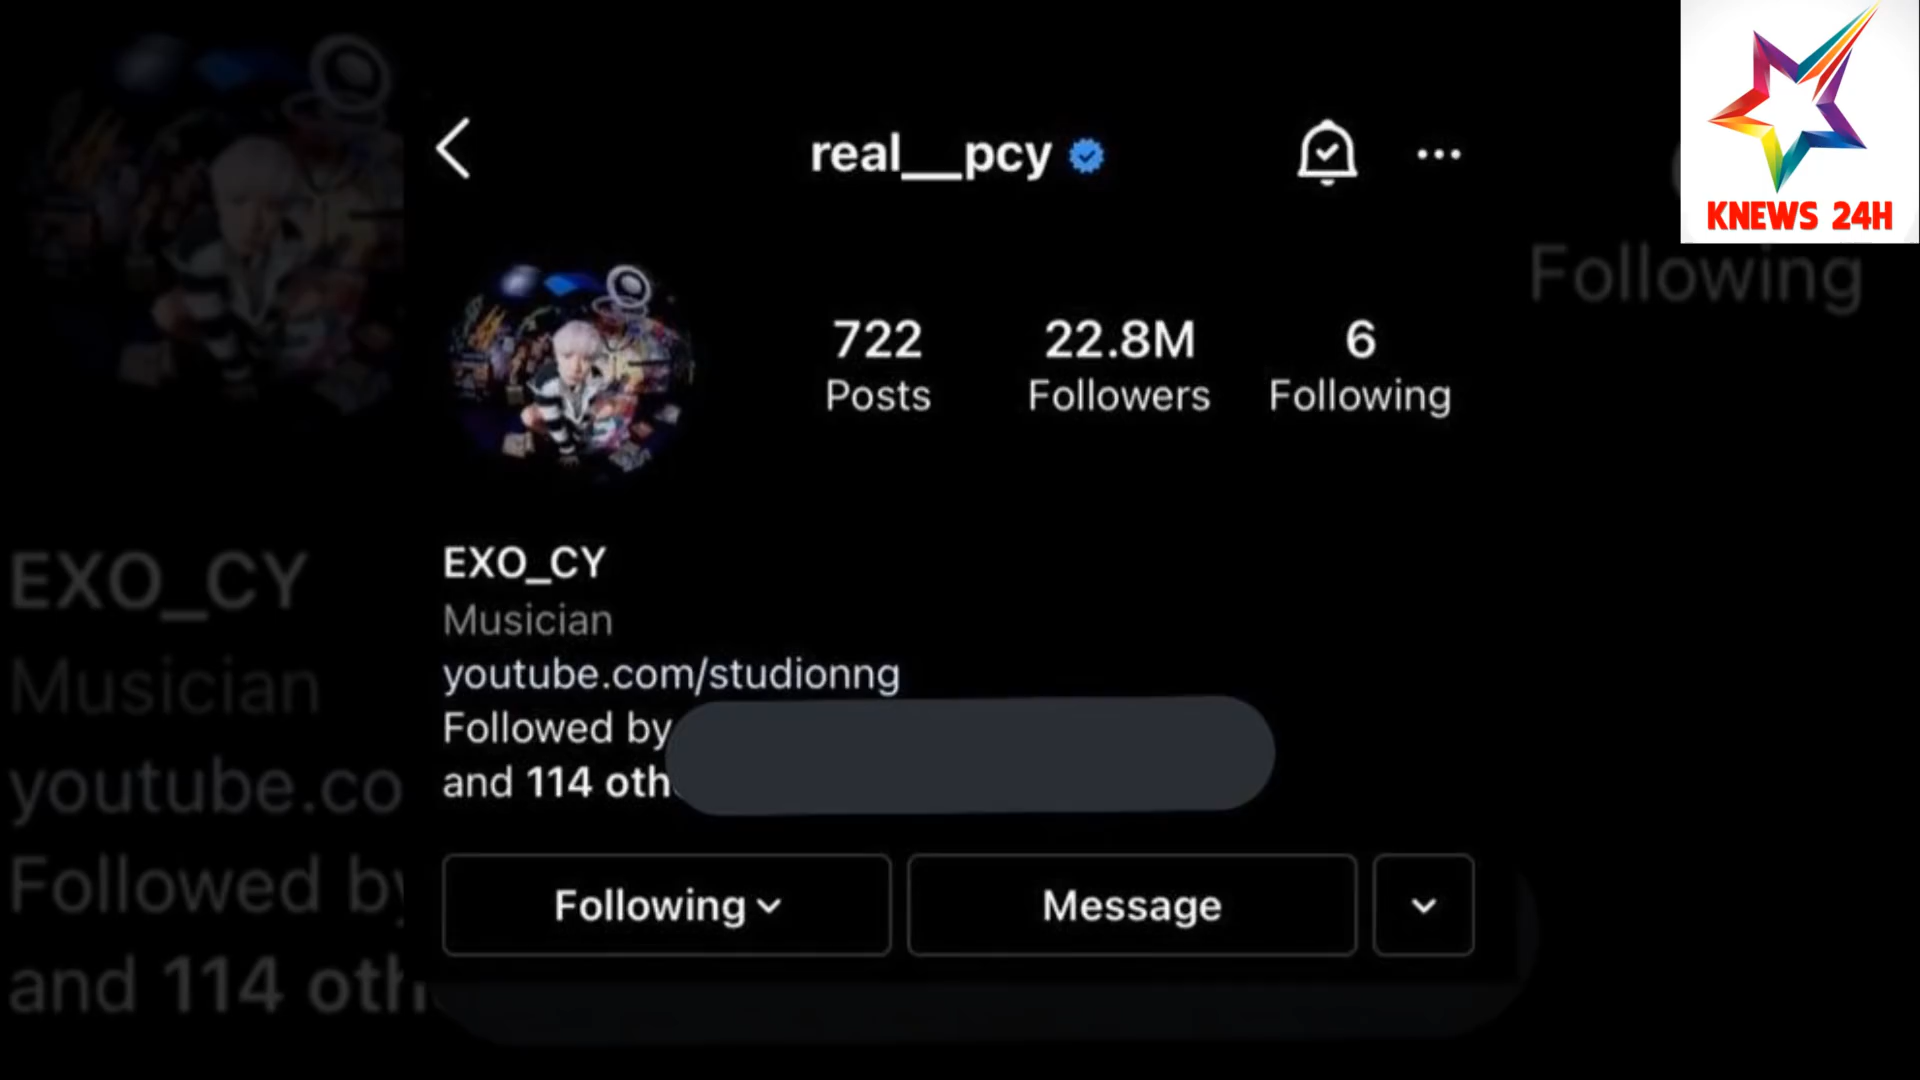 real__pcy
KNEWS 24H
722
Posts
22.8M
Followers
6
Following
Following
EXO_CY
Musician
youtube.com/studionng
Followed by
and 114 oth
Following
Message
EXO_CY
Musician
youtube.co
Followed by
and 114 oth